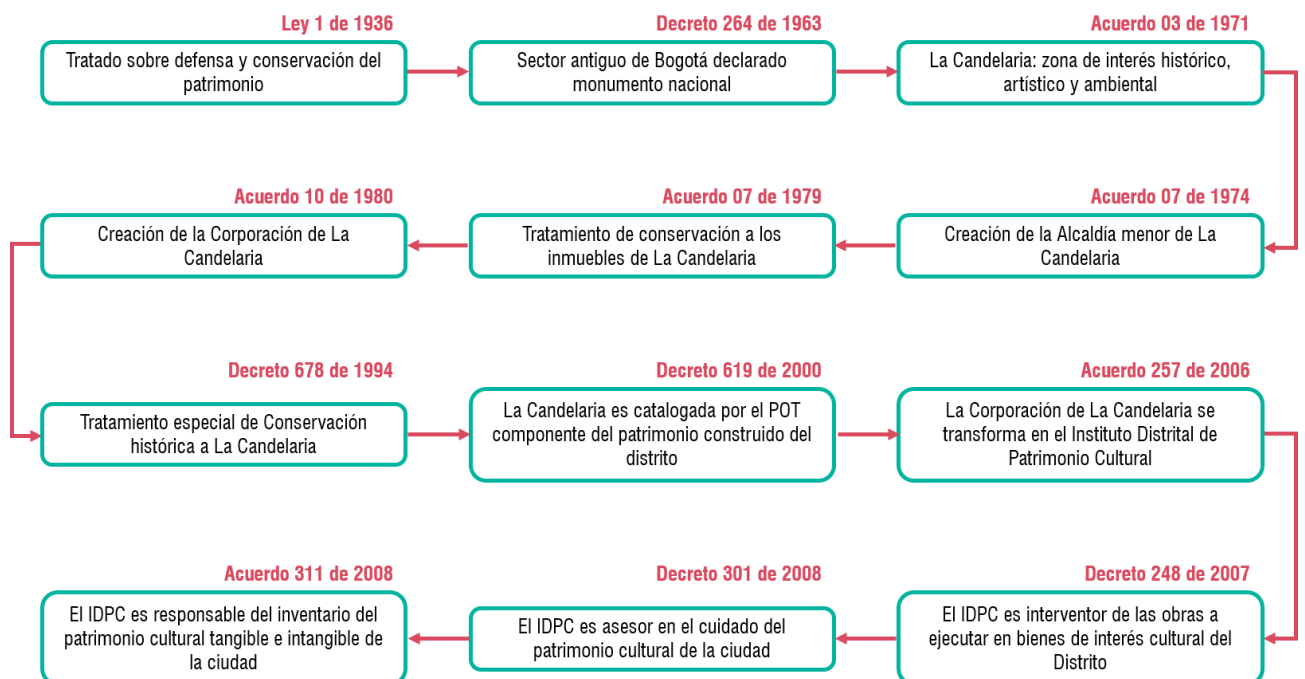 Ley 1 de 1936
Tratado sobre defensa y conservación del
patrimonio
Decreto 264 de 1963
Sector antiguo de Bogotá declarado
monumento nacional
Acuerdo 03 de 1971
La Candelaria: zona de interés histórico,
artístico y ambiental
Acuerdo 07 de 1974
Creación de la Alcaldía menor de La
Candelaria
Acuerdo 07 de 1979
Tratamiento de conservación a los
inmuebles de La Candelaria
Acuerdo 10 de 1980
Creación de la Corporación de La
Candelaria
Decreto 678 de 1994
Tratamiento especial de Conservación
histórica a La Candelaria
Decreto 619 de 2000
La Candelaria es catalogada por el POT
componente del patrimonio construido del
distrito
Acuerdo 257 de 2006
La Corporación de La Candelaria se
transforma en el Instituto Distrital de
Patrimonio Cultural
Decreto 248 de 2007
El IDPC es interventor de las obras a
ejecutar en bienes de interés cultural del
Distrito
Decreto 301 de 2008
El IDPC es asesor en el cuidado del
patrimonio cultural de la ciudad
Acuerdo 311 de 2008
El IDPC es responsable del inventario del
patrimonio cultural tangible e intangible de
la ciudad